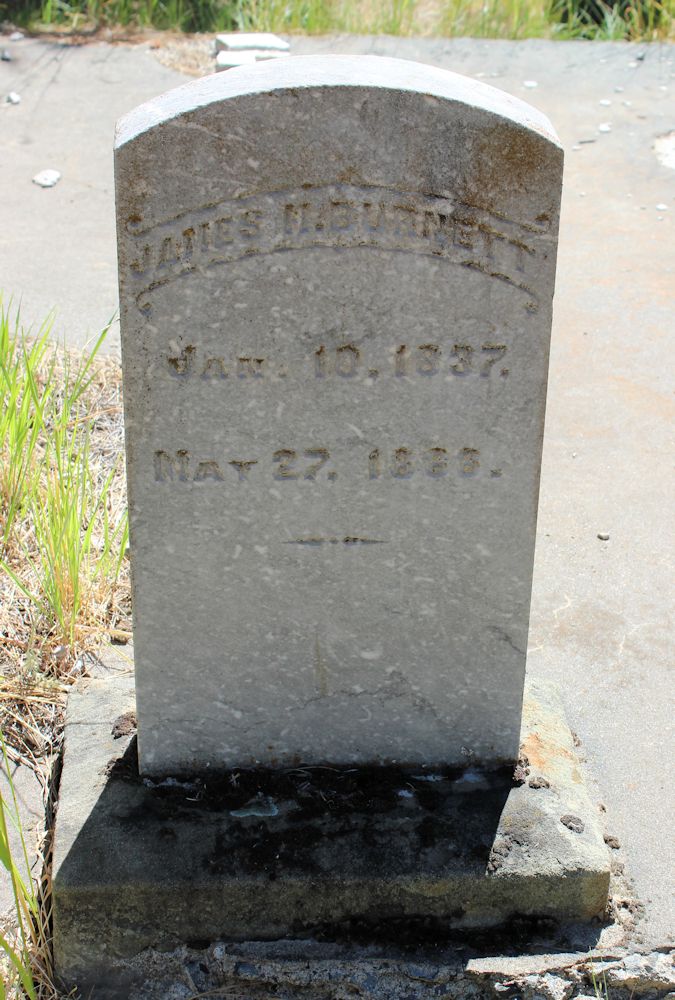 JAMES H. BURNETT
JAN. 10. 1837.
MAY 27. 1888.